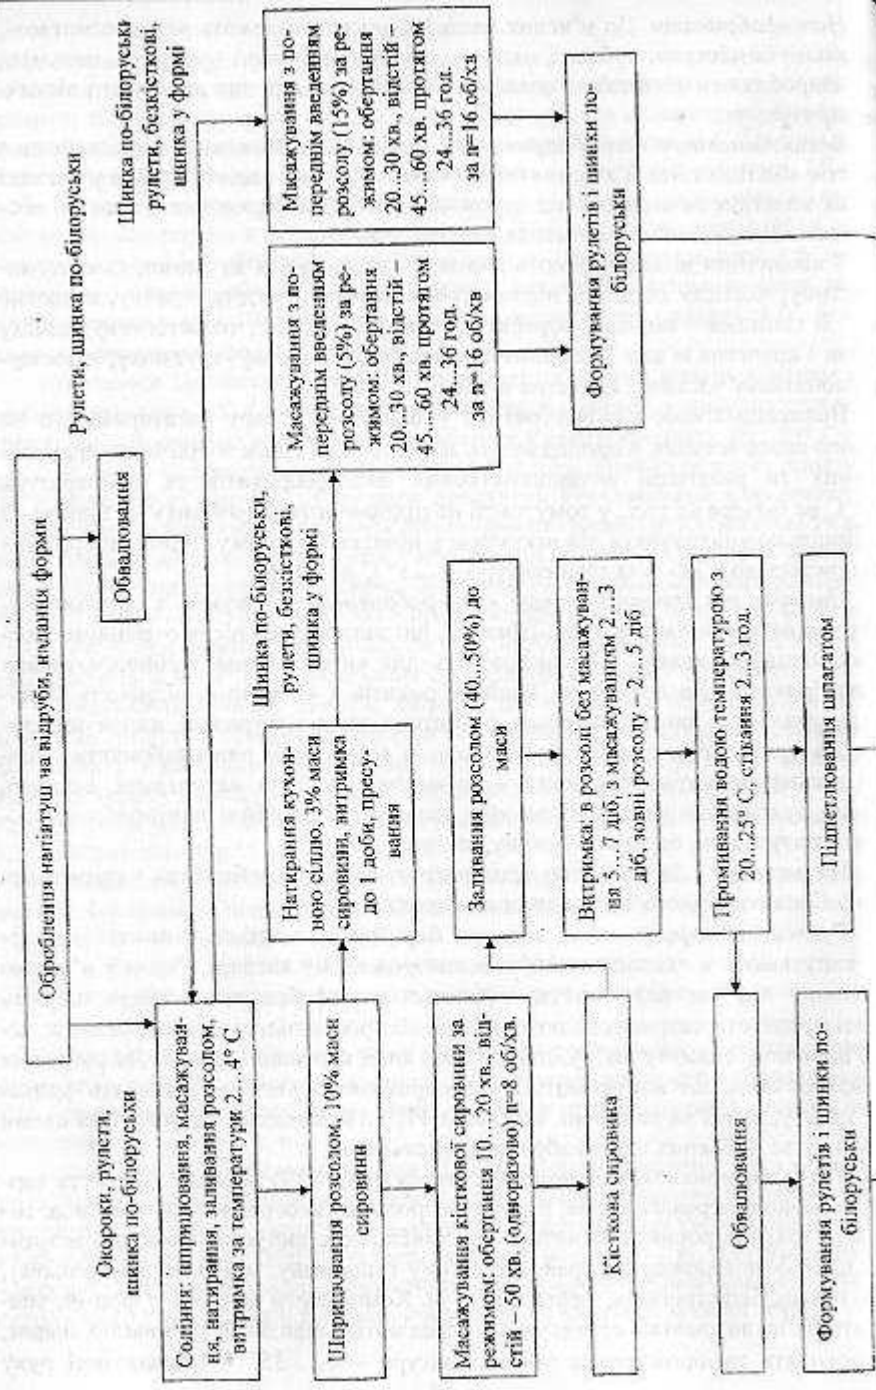 Оброблення напівтуш на відруби, надання форми
Окороки, рулети,
шинка по-білоруськи
Обвалювання
Рулети, шинка по-білоруськи
Шинка по-білоруськи
рулети, безкісткові,
шинка у формі
Соління: шприцювання, масажуван-
ня, натирання, заливання розсолом,
витримка за температури 2...4° С
Шприцювання розсолом, 10% маси
сировини
Натирання кухон-
ною сіллю, 3% маси
сировини, витримка
до 1 доби, пресу-
вання
Шинка по-білоруськи,
рулети, безкісткові,
шинка у формі
Масажування з по-
переднім введенням
розсолу (5%) за ре-
жимом: обертання
20...30 хв., відстій –
45....60 хв. протягом
24...36 год.
за n=16 об/хв
Масажування з по-
переднім введенням
розсолу (15%) за ре-
жимом: обертання
20...30 хв., відстій
45....60 хв. протягом
24...36 год.
за n=16 об/хв
Масажування кісткової сировини за
режимом: обертання 10...20 хв., від-
стій – 50 хв. (одноразово) n=8 об/хв.
Заливання розсолом (40...50%) до
маси
Формування рулетів і шинки по-
білоруськи
Кісткова сировина
Витримка: в розсолі без масажуван-
ня 5...7 діб, з масажуванням 2...3
діб, зовні розсолу – 2...5 діб
Обвалювання
Промивання водою температурою з
20...25° С, стікання 2...3 год
Формування рулетів і шинки по-
білоруськи
Підпетлювання шпагатом